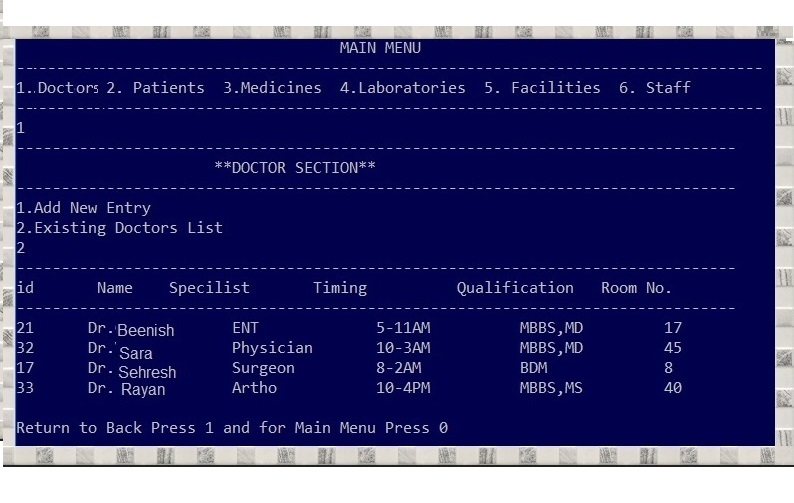 MAIN MENU
1..Doctors 2. Patients 3.Medicines 4.Laboratories 5. Facilities 6. Staff
1
**DOCTOR SECTION**
1.Add New Entry
2.Existing Doctors List
2
id Name Specilist Timing Qualification Room No.
21 Dr. Beenish ENT 5-11AM MBBS,MD 17
32 Dr. Sara Physician 10-3AM MBBS,MD 45
17 Dr. Sehresh Surgeon 8-2AM BDM 8
33 Dr. Rayan Artho 10-4PM MBBS,MS 40
Return to Back Press 1 and for Main Menu Press 0